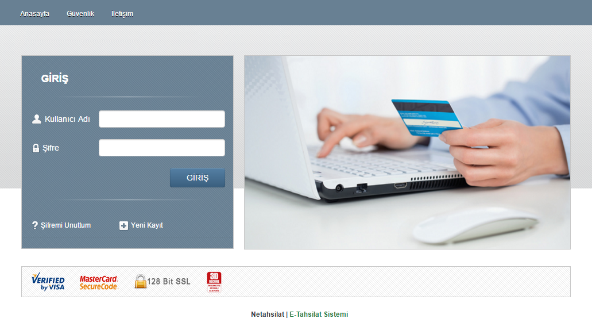 Anasayfa Güvenlik İletişim
GİRİŞ
Kullanıcı Adı
Şifre
GİRİŞ
Şifremi Unuttum Yeni Kayıt
VERIFIED
by VISA
MasterCard.
SecureCode.
128 Bit SSL
3D
Netahsilat | E-Tahsilat Sistemi